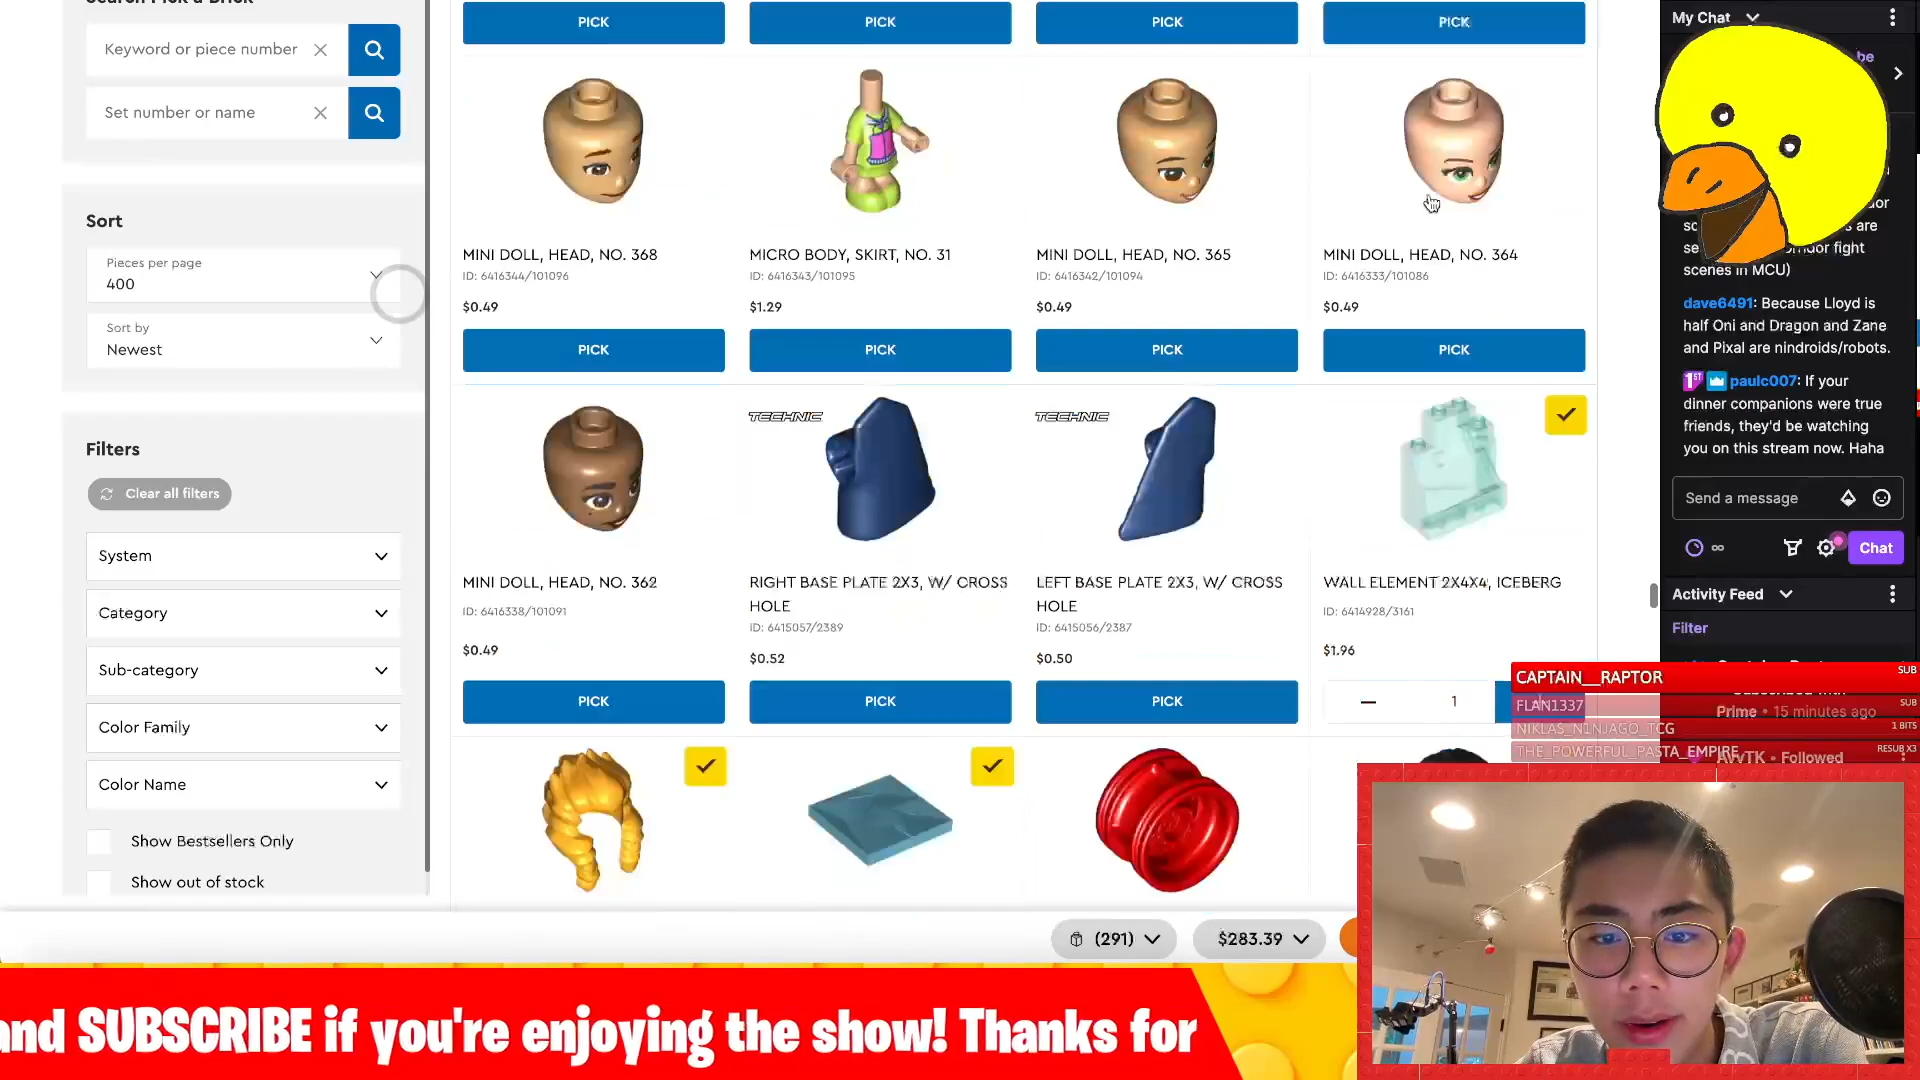 Search Pick a Brick
Keyword or piece number
Set number or name
Sort
Pieces per page
400
Sort by
Newest
Filters
Clear all filters
System
Category
Sub-category
Color Family
Color Name
Show Bestsellers Only
Show out of stock
PICK
PICK
PICK
PICK
MINI DOLL, HEAD, NO. 368
ID: 6416344/101096
$0.49
PICK
MICRO BODY, SKIRT, NO. 31
ID: 6416343/101095
$1.29
PICK
MINI DOLL, HEAD, NO. 365
ID: 6416342/101094
$0.49
PICK
MINI DOLL, HEAD, NO. 364
ID: 6416333/101086
$0.49
PICK
MINI DOLL, HEAD, NO. 362
ID: 6416338/101091
$0.49
PICK
TECHNIC
RIGHT BASE PLATE 2X3, W/ CROSS
HOLE
ID: 6415057/2389
$0.52
PICK
TECHNIC
LEFT BASE PLATE 2X3, W/ CROSS
HOLE
ID: 6415056/2387
$0.50
PICK
WALL ELEMENT 2X4X4, ICEBERG
ID: 6414928/3161
$1.96
1
(291)
$283.39
and SUBSCRIBE if you're enjoying the show! Thanks for
My Chat
be
are
fight
scenes in MCU)
dave6491: Because Lloyd is
half Oni and Dragon and Zane
and Pixal are nindroids/robots.
1ST paulc007: If your
dinner companions were true
friends, they'd be watching
you on this stream now. Haha
Send a message
∞
Chat
Activity Feed
Filter
CAPTAIN__RAPTOR SUB
FLAN1337 SUB
Prime • 15 minutes ago
NIKLAS_N1NJAGO_TCG 1 BITS
THE_POWERFUL_PASTA_EMPIRE RESUB X3
AvyTK • Followed